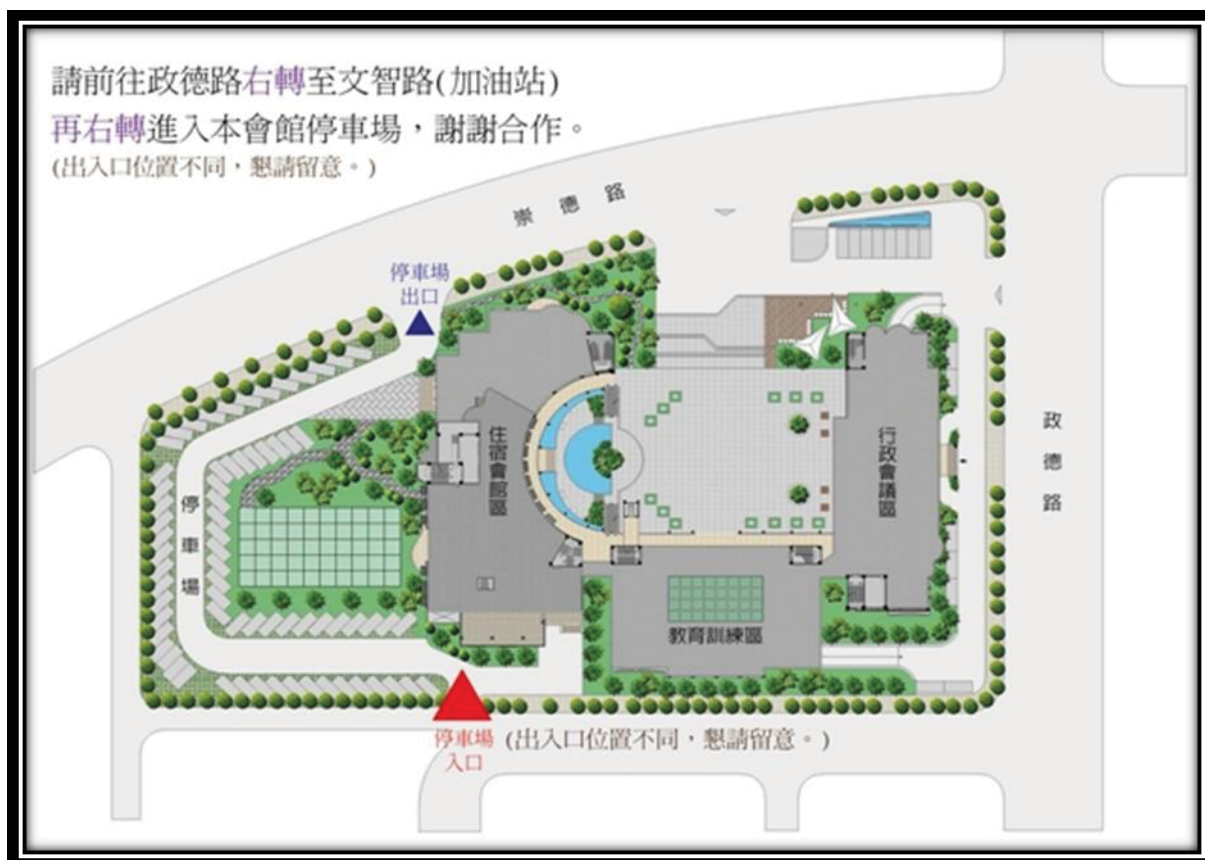 請前往政德路右轉至文智路(加油站)
再右轉進入本會館停車場，謝謝合作。
(出入口位置不同，懇請留意。)
崇德路
停車場
出口
住宿會館區
行政會議區
政德路
停車場
教育訓練區
停車場
入口
(出入口位置不同，懇請留意。)